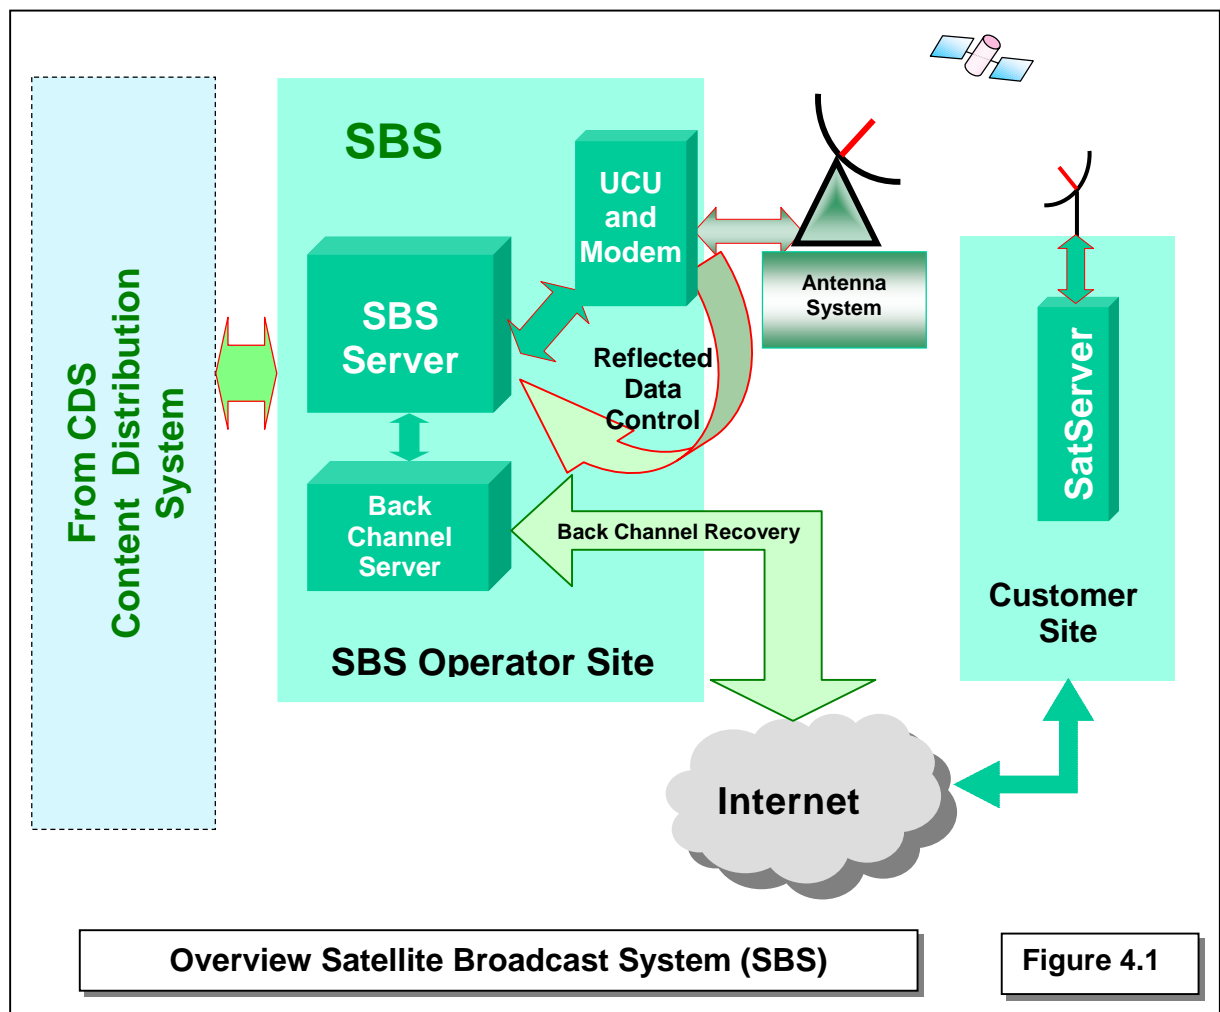 From CDS
Content Distribution
System
SBS
UCU
and
Modem
SBS
Server
Antenna
System
Reflected
Data
Control
SatServer
Back
Channel
Server
Back Channel Recovery
Customer
Site
SBS Operator Site
Internet
Overview Satellite Broadcast System (SBS)
Figure 4.1